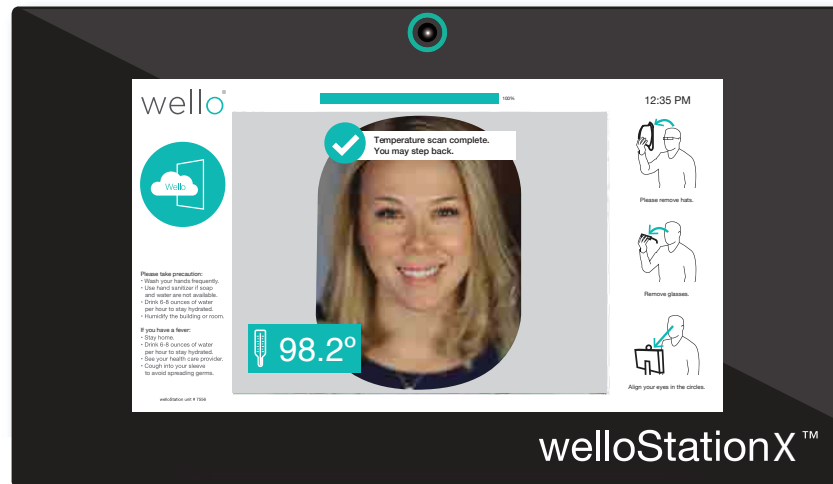 wello®
100%
12:35 PM
Temperature scan complete.
You may step back.
Wello
Please remove hats.
Please take precaution:
• Wash your hands frequently.
• Use hand sanitizer if soap
and water are not available.
• Drink 6-8 ounces of water
per hour to stay hydrated.
• Humidify the building or room.
If you have a fever:
• Stay home.
• Drink 6-8 ounces of water
per hour to stay hydrated.
• See your health care provider.
• Cough into your sleeve
to avoid spreading germs.
Remove glasses.
98.2°
Align your eyes in the circles.
welloStation unit # 7556
welloStationX™